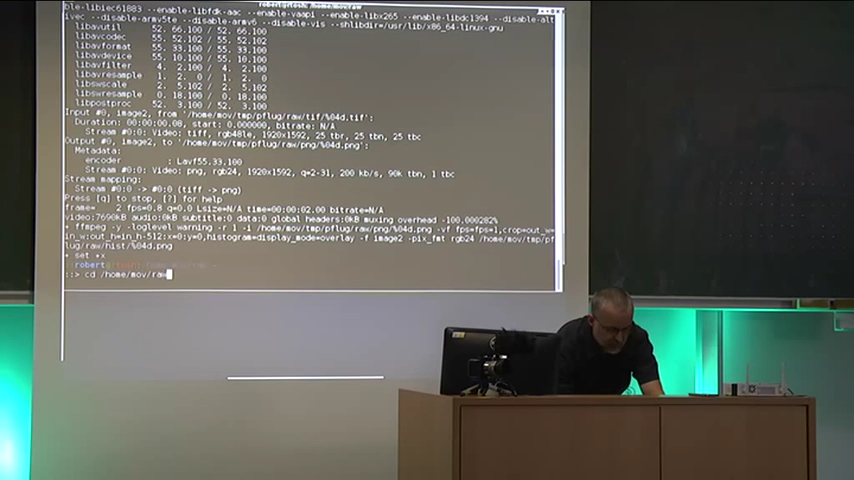 robert@tosh: /home/mov/raw
ble-libiec61883 --enable-libfdk-aac --enable-vaapi --enable-libx265 --enable-libdc1394 --disable-alt
ivec --disable-armv5te --disable-armv6 --disable-vis --shlibdir=/usr/lib/x86_64-linux-gnu
libavutil 52. 66.100 / 52. 66.100
libavcodec 55. 52.102 / 55. 52.102
libavformat 55. 33.100 / 55. 33.100
libavdevice 55. 10.100 / 55. 10.100
libavfilter 4. 2.100 / 4. 2.100
libavresample 1. 2. 0 / 1. 2. 0
libswscale 2. 5.102 / 2. 5.102
libswresample 0. 18.100 / 0. 18.100
libpostproc 52. 3.100 / 52. 3.100
Input #0, image2, from '/home/mov/tmp/pflug/raw/tif/%04d.tif':
Duration: 00:00:00.08, start: 0.000000, bitrate: N/A
Stream #0:0: Video: tiff, rgb48le, 1920x1592, 25 tbr, 25 tbn, 25 tbc
Output #0, image2, to '/home/mov/tmp/pflug/raw/png/%04d.png':
Metadata:
encoder : Lavf55.33.100
Stream #0:0: Video: png, rgb24, 1920x1592, q=2-31, 200 kb/s, 90k tbn, 1 tbc
Stream mapping:
Stream #0:0 -> #0:0 (tiff -> png)
Press [q] to stop, [?] for help
frame= 2 fps=0.8 q=0.0 Lsize=N/A time=00:00:02.00 bitrate=N/A
video:7690kB audio:0kB subtitle:0 data:0 global headers:0kB muxing overhead -100.000282%
+ ffmpeg -y -loglevel warning -r 1 -i /home/mov/tmp/pflug/raw/png/%04d.png -vf fps=fps=1,crop=out_w=
in_w:out_h=in_h-512:x=0:y=0,histogram=display_mode=overlay -f image2 -pix_fmt rgb24 /home/mov/tmp/pf
lug/raw/hist/%04d.png
+ set +x
robert
::> cd /home/mov/raw